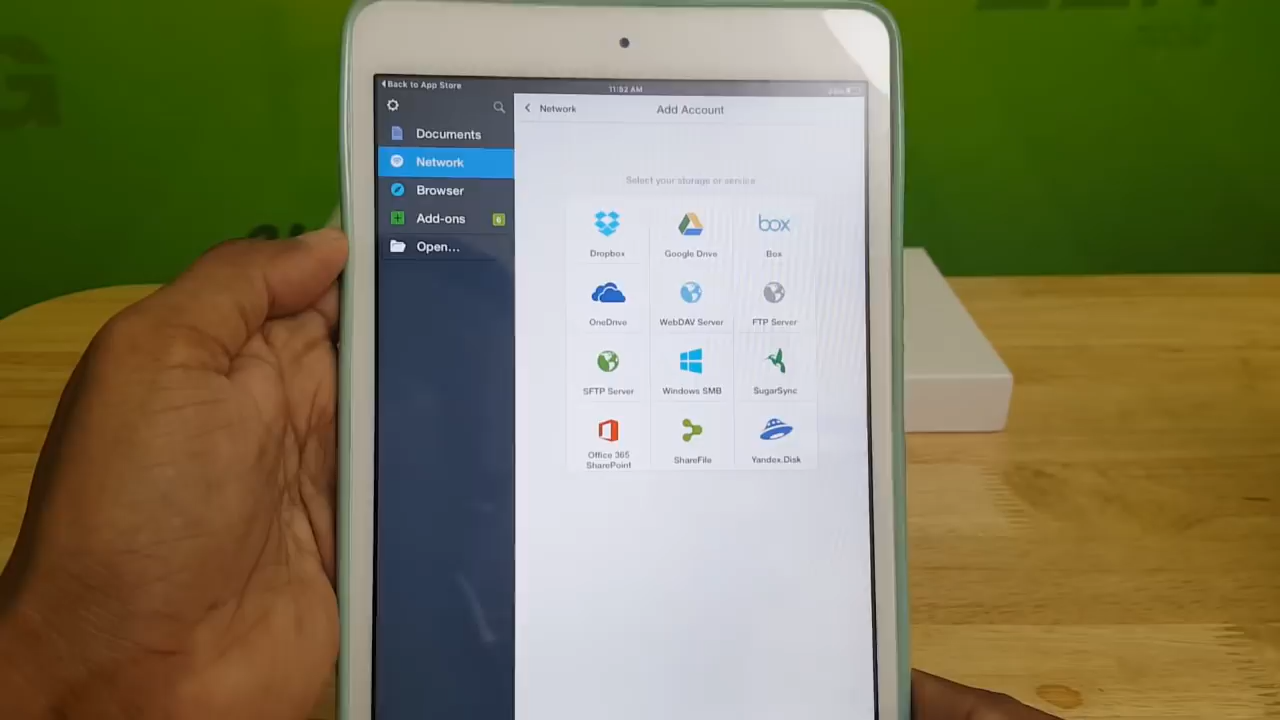 Back to App Store
11:52 AM
Documents
Network
Browser
Add-ons
6
Open...
Network
Add Account
Select your storage or service
Dropbox
Google Drive
box
Box
OneDrive
WebDAV Server
FTP Server
SFTP Server
Windows SMB
SugarSync
Office 365
SharePoint
ShareFile
Yandex.Disk